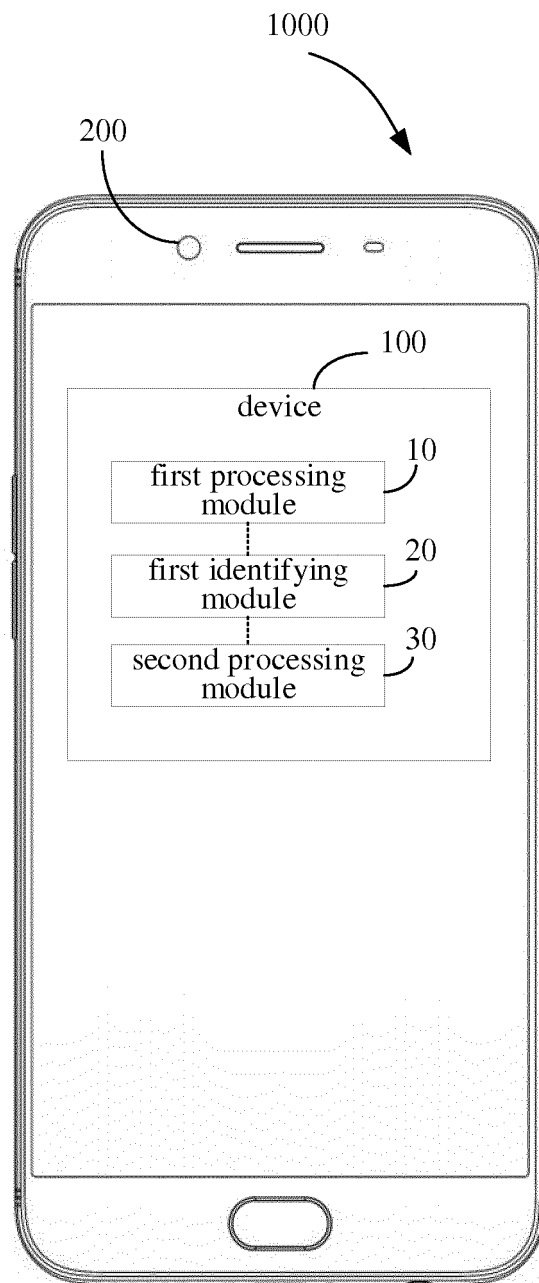 1000
200
100
device
first processing
module
10
first identifying
module
20
second processing
module
30